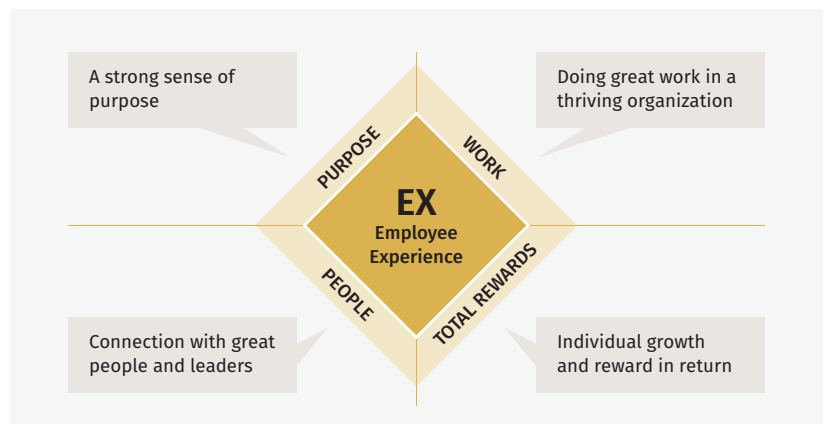 A strong sense of
purpose
Doing great work in a
thriving organization
PURPOSE
WORK
EX
Employee
Experience
PEOPLE
TOTAL REWARDS
Connection with great
people and leaders
Individual growth
and reward in return